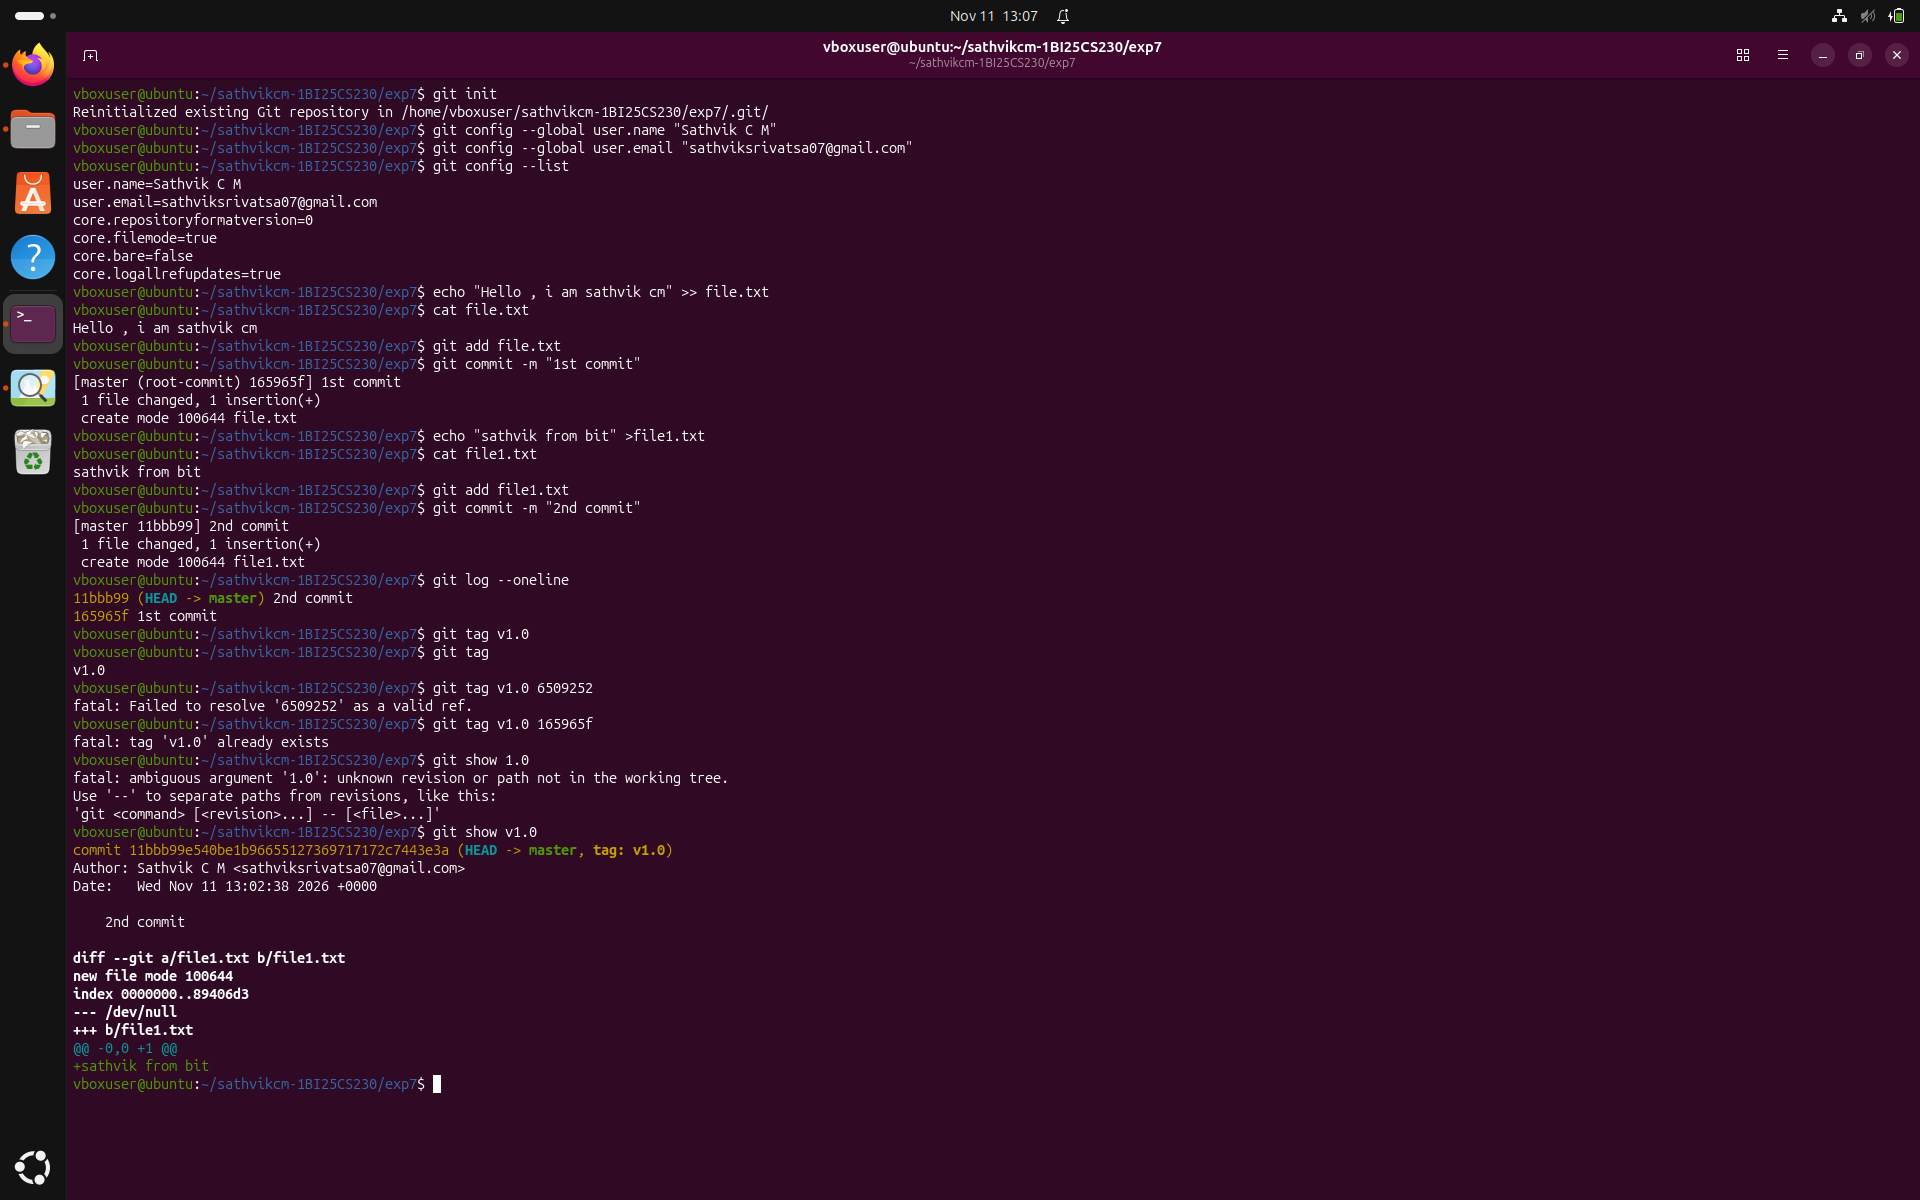 Nov 11 13:07
vboxuser@ubuntu:~/sathvikcm-1BI25CS230/exp7
~/sathvikcm-1BI25CS230/exp7
vboxuser@ubuntu:~/sathvikcm-1BI25CS230/exp7$ git init
Reinitialized existing Git repository in /home/vboxuser/sathvikcm-1BI25CS230/exp7/.git/
vboxuser@ubuntu:~/sathvikcm-1BI25CS230/exp7$ git config --global user.name "Sathvik C M"
vboxuser@ubuntu:~/sathvikcm-1BI25CS230/exp7$ git config --global user.email "sathviksrivatsa07@gmail.com"
vboxuser@ubuntu:~/sathvikcm-1BI25CS230/exp7$ git config --list
user.name=Sathvik C M
user.email=sathviksrivatsa07@gmail.com
core.repositoryformatversion=0
core.filemode=true
core.bare=false
core.logallrefupdates=true
vboxuser@ubuntu:~/sathvikcm-1BI25CS230/exp7$ echo "Hello , i am sathvik cm" >> file.txt
vboxuser@ubuntu:~/sathvikcm-1BI25CS230/exp7$ cat file.txt
Hello , i am sathvik cm
vboxuser@ubuntu:~/sathvikcm-1BI25CS230/exp7$ git add file.txt
vboxuser@ubuntu:~/sathvikcm-1BI25CS230/exp7$ git commit -m "1st commit"
[master (root-commit) 165965f] 1st commit
 1 file changed, 1 insertion(+)
 create mode 100644 file.txt
vboxuser@ubuntu:~/sathvikcm-1BI25CS230/exp7$ echo "sathvik from bit" >file1.txt
vboxuser@ubuntu:~/sathvikcm-1BI25CS230/exp7$ cat file1.txt
sathvik from bit
vboxuser@ubuntu:~/sathvikcm-1BI25CS230/exp7$ git add file1.txt
vboxuser@ubuntu:~/sathvikcm-1BI25CS230/exp7$ git commit -m "2nd commit"
[master 11bbb99] 2nd commit
 1 file changed, 1 insertion(+)
 create mode 100644 file1.txt
vboxuser@ubuntu:~/sathvikcm-1BI25CS230/exp7$ git log --oneline
11bbb99 (HEAD -> master) 2nd commit
165965f 1st commit
vboxuser@ubuntu:~/sathvikcm-1BI25CS230/exp7$ git tag v1.0
vboxuser@ubuntu:~/sathvikcm-1BI25CS230/exp7$ git tag
v1.0
vboxuser@ubuntu:~/sathvikcm-1BI25CS230/exp7$ git tag v1.0 6509252
fatal: Failed to resolve '6509252' as a valid ref.
vboxuser@ubuntu:~/sathvikcm-1BI25CS230/exp7$ git tag v1.0 165965f
fatal: tag 'v1.0' already exists
vboxuser@ubuntu:~/sathvikcm-1BI25CS230/exp7$ git show 1.0
fatal: ambiguous argument '1.0': unknown revision or path not in the working tree.
Use '--' to separate paths from revisions, like this:
'git <command> [<revision>...] -- [<file>...]'
vboxuser@ubuntu:~/sathvikcm-1BI25CS230/exp7$ git show v1.0
commit 11bbb99e540be1b96655127369717172c7443e3a (HEAD -> master, tag: v1.0)
Author: Sathvik C M <sathviksrivatsa07@gmail.com>
Date:   Wed Nov 11 13:02:38 2026 +0000
    2nd commit
diff --git a/file1.txt b/file1.txt
new file mode 100644
index 0000000..89406d3
--- /dev/null
+++ b/file1.txt
@@ -0,0 +1 @@
+sathvik from bit
vboxuser@ubuntu:~/sathvikcm-1BI25CS230/exp7$